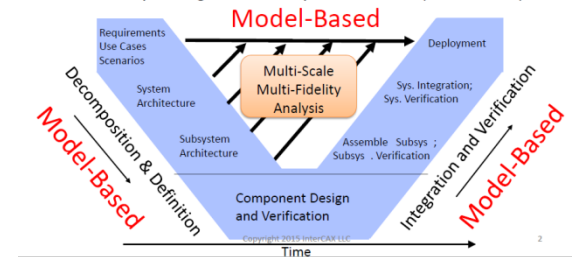 Model-Based
Requirements
Use Cases
Scenarios
Deployment
Multi-Scale
Multi-Fidelity
Analysis
System
Architecture
Sys. Integration;
Sys. Verification
Subsystem
Architecture
Assemble Subsys ;
Subsys . Verification
Decomposition & Definition
Model-Based
Integration and Verification
Model-Based
Component Design
and Verification
Copyright 2015 InterCAX LLC
2
Time